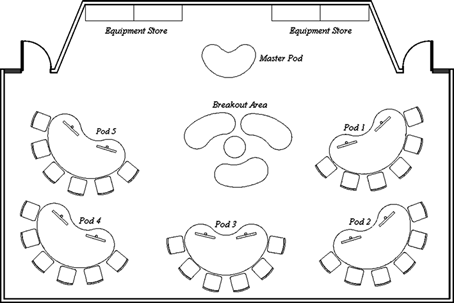 Equipment Store
Equipment Store
Master Pod
Breakout Area
Pod 5
Pod 1
Pod 4
Pod 3
Pod 2